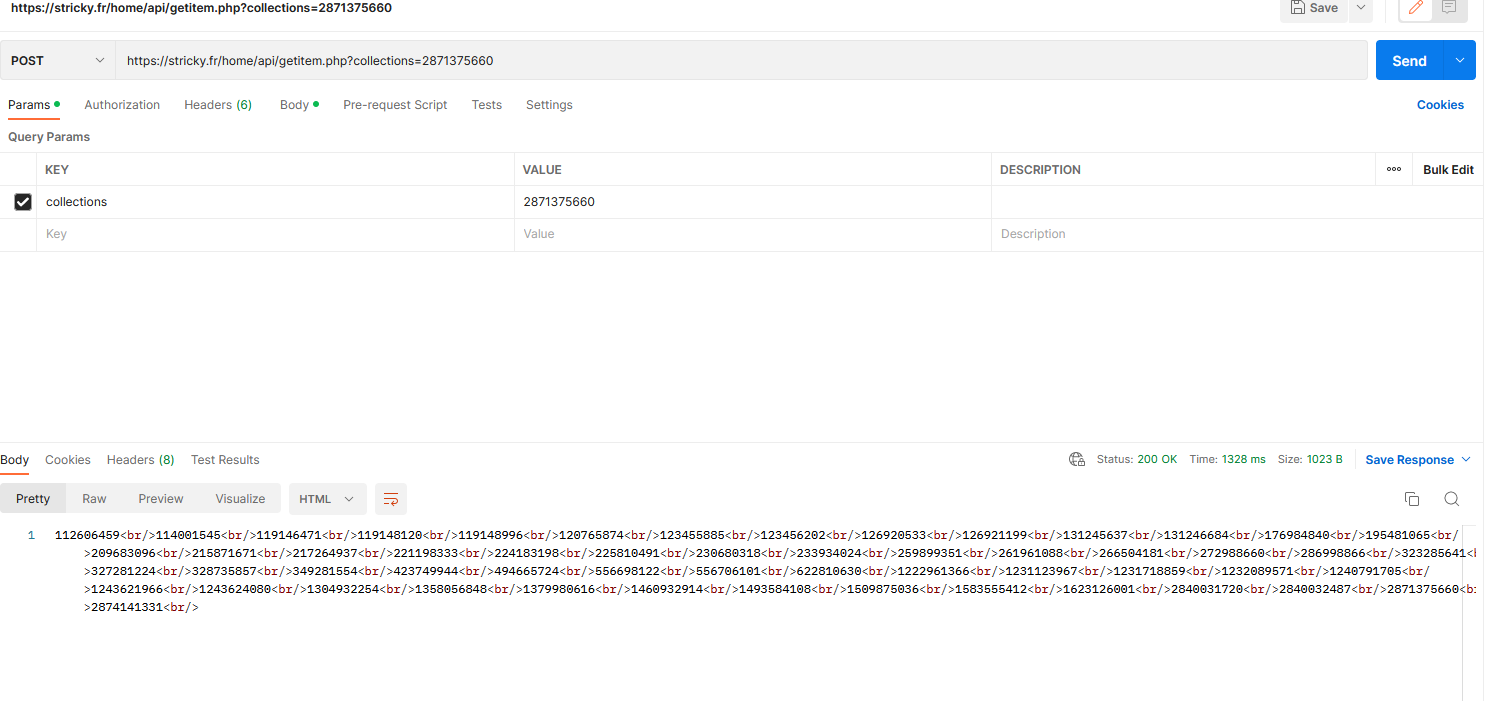 https://stricky.fr/home/api/getitem.php?collections=2871375660
Save
POST
https://stricky.fr/home/api/getitem.php?collections=2871375660
Send
Params Authorization Headers (6) Body Pre-request Script Tests Settings Cookies
Query Params
KEY VALUE DESCRIPTION ooo Bulk Edit
collections 2871375660
Key Value Description
Body Cookies Headers (8) Test Results Status: 200 OK Time: 1328 ms Size: 1023 B Save Response
Pretty Raw Preview Visualize HTML
1 112606459<br/>114001545<br/>119146471<br/>119148120<br/>119148996<br/>120765874<br/>123455885<br/>123456202<br/>126920533<br/>126921199<br/>131245637<br/>131246684<br/>176984840<br/>195481065<br/
>209683096<br/>215871671<br/>217264937<br/>221198333<br/>224183198<br/>225810491<br/>230680318<br/>233934024<br/>259899351<br/>261961088<br/>266504181<br/>272988660<br/>286998866<br/>323285641<b
>327281224<br/>328735857<br/>349281554<br/>423749944<br/>494665724<br/>556698122<br/>556706101<br/>622810630<br/>1222961366<br/>1231123967<br/>1231718859<br/>1232089571<br/>1240791705<br/
>1243621966<br/>1243624080<br/>1304932254<br/>1358056848<br/>1379980616<br/>1460932914<br/>1493584108<br/>1509875036<br/>1583555412<br/>1623126001<br/>2840031720<br/>2840032487<br/>2871375660<b
>2874141331<br/>